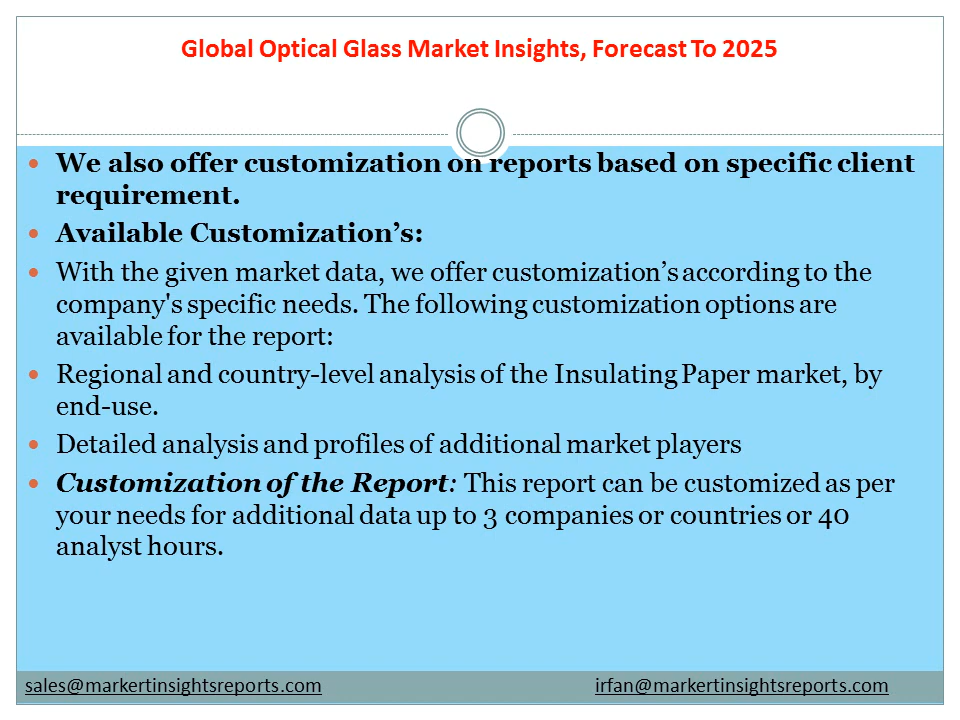 Global Optical Glass Market Insights, Forecast To 2025
We also offer customization on reports based on specific client
requirement.
Available Customization’s:
With the given market data, we offer customization’s according to the
company's specific needs. The following customization options are
available for the report:
Regional and country-level analysis of the Insulating Paper market, by
end-use.
Detailed analysis and profiles of additional market players
Customization of the Report: This report can be customized as per
your needs for additional data up to 3 companies or countries or 40
analyst hours.
sales@markertinsightsreports.com irfan@markertinsightsreports.com